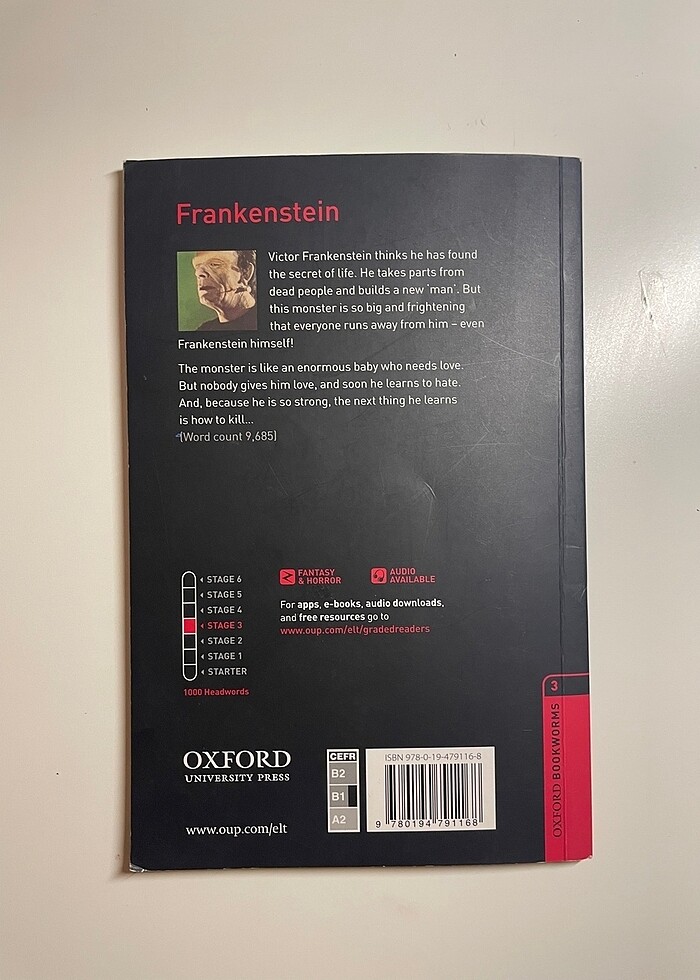 Frankenstein
Victor Frankenstein thinks he has found
the secret of life. He takes parts from
dead people and builds a new 'man'. But
this monster is so big and frightening
that everyone runs away from him – even
Frankenstein himself!
The monster is like an enormous baby who needs love.
But nobody gives him love, and soon he learns to hate.
And, because he is so strong, the next thing he learns
is how to kill...
(Word count 9,685)
STAGE 6
STAGE 5
STAGE 4
STAGE 3
STAGE 2
STAGE 1
STARTER
1000 Headwords
FANTASY
& HORROR
AUDIO
AVAILABLE
For apps, e-books, audio downloads,
and free resources go to
www.oup.com/elt/gradedreaders
3
OXFORD BOOKWORMS
OXFORD
UNIVERSITY PRESS
www.oup.com/elt
CEFR
B2
B1
A2
ISBN 978-0-19-479116-8
9 780194 791168